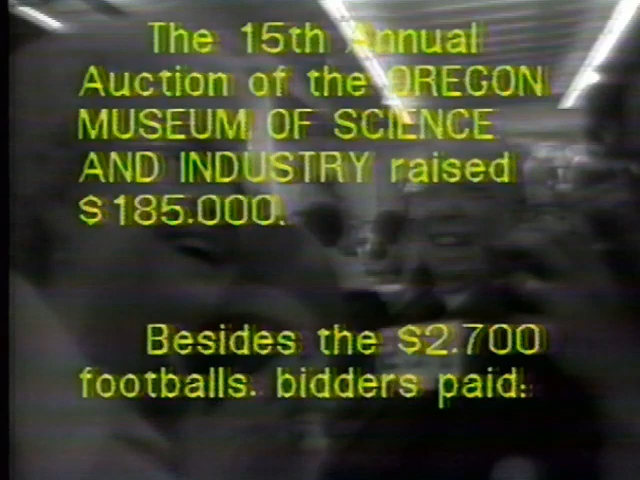 The 15th Annual
Auction of the OREGON
MUSEUM OF SCIENCE
AND INDUSTRY raised
$185.000.
Besides the $2.700
footballs. bidders paid: